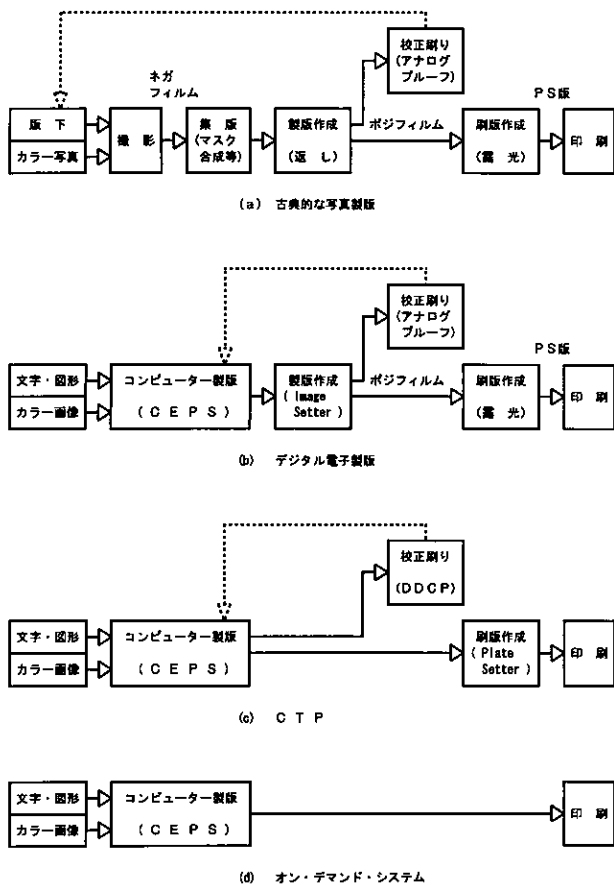 校正刷り
(アナログ
プルーフ)
ネガ
フィルム
PS版
版 下
カラー写真
撮 影
集 版
(マスク
合成等)
製版作成
(返 し)
ポジフィルム
刷版作成
(露 光)
印 刷
(a) 古典的な写真製版
校正刷り
(アナログ
プルーフ)
PS版
文字・図形
カラー画像
コンピューター製版
(CEPS)
製版作成
( Image
Setter )
ポジフィルム
刷版作成
(露 光)
印 刷
(b) デジタル電子製版
校正刷り
(DDCP)
文字・図形
カラー画像
コンピューター製版
(CEPS)
刷版作成
( Plate
Setter )
印 刷
(c) CTP
文字・図形
カラー画像
コンピューター製版
(CEPS)
印 刷
(d) オン・デマンド・システム